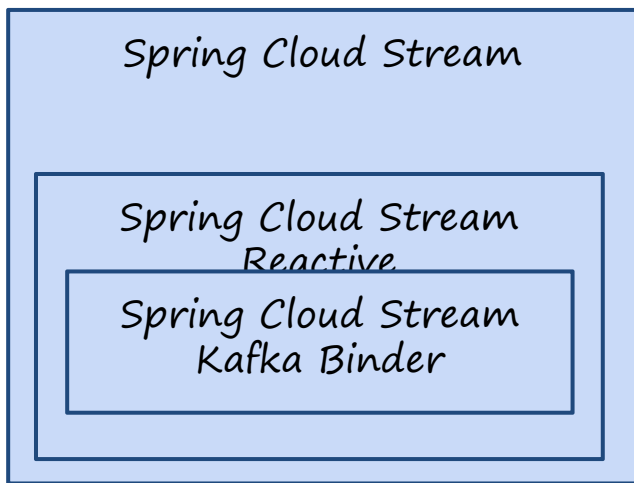 Spring Cloud Stream
Spring Cloud Stream
Reactive
Spring Cloud Stream
Kafka Binder